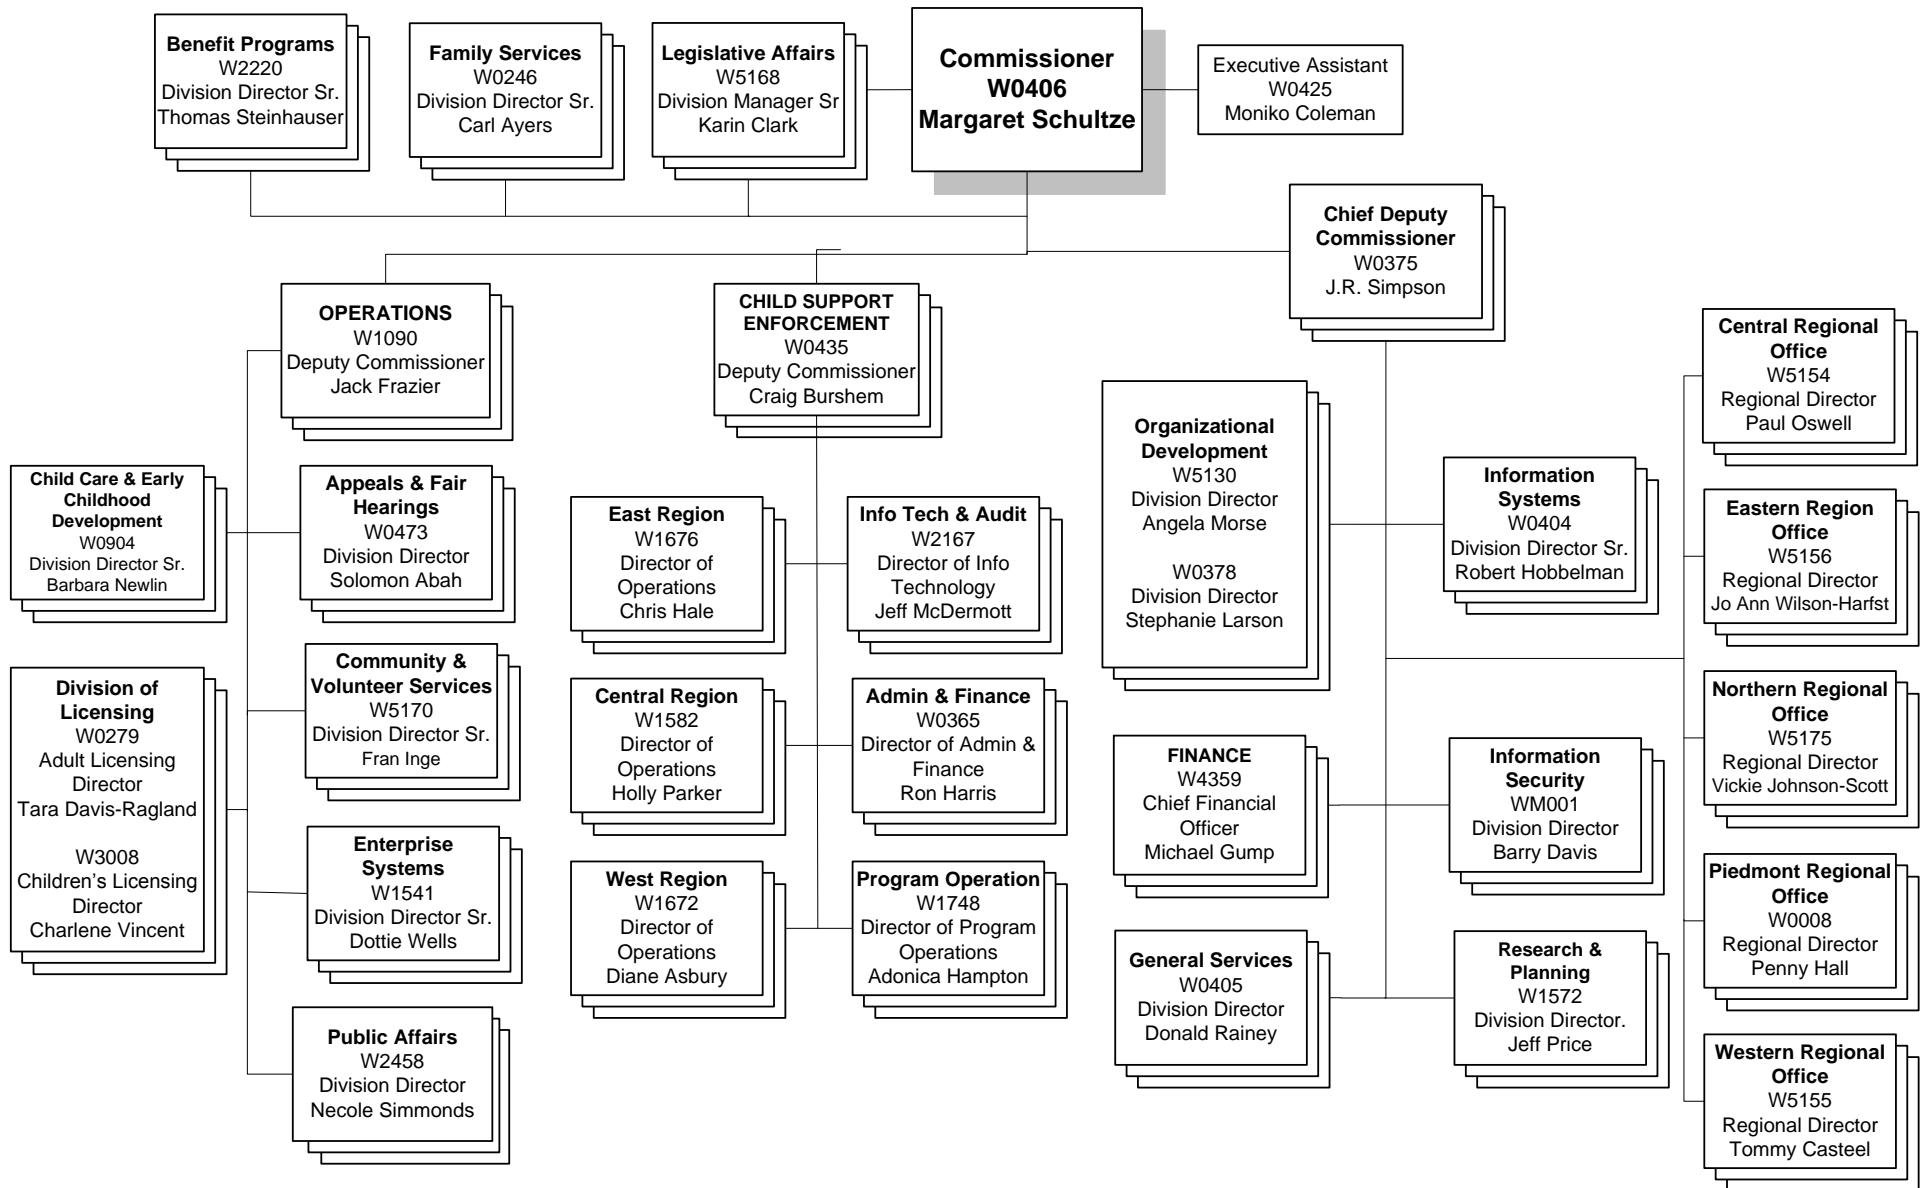 Benefit Programs
W2220
Division Director Sr.
Thomas Steinhauser
Family Services
W0246
Division Director Sr.
Carl Ayers
Legislative Affairs
W5168
Division Manager Sr
Karin Clark
Commissioner
W0406
Margaret Schultze
Executive Assistant
W0425
Moniko Coleman
Chief Deputy
Commissioner
W0375
J.R. Simpson
OPERATIONS
W1090
Deputy Commissioner
Jack Frazier
CHILD SUPPORT
ENFORCEMENT
W0435
Deputy Commissioner
Craig Burshem
Child Care & Early
Childhood
Development
W0904
Division Director Sr.
Barbara Newlin
Appeals & Fair
Hearings
W0473
Division Director
Solomon Abah
Division of
Licensing
W0279
Adult Licensing
Director
Tara Davis-Ragland
W3008
Children's Licensing
Director
Charlene Vincent
Community &
Volunteer Services
W5170
Division Director Sr.
Fran Inge
Enterprise
Systems
W1541
Division Director Sr.
Dottie Wells
Public Affairs
W2458
Division Director
Necole Simmonds
East Region
W1676
Director of
Operations
Chris Hale
Info Tech & Audit
W2167
Director of Info
Technology
Jeff McDermott
Central Region
W1582
Director of
Operations
Holly Parker
Admin & Finance
W0365
Director of Admin &
Finance
Ron Harris
West Region
W1672
Director of
Operations
Diane Asbury
Program Operation
W1748
Director of Program
Operations
Adonica Hampton
Organizational
Development
W5130
Division Director
Angela Morse
W0378
Division Director
Stephanie Larson
Information
Systems
W0404
Division Director Sr.
Robert Hobbelman
FINANCE
W4359
Chief Financial
Officer
Michael Gump
Information
Security
WM001
Division Director
Barry Davis
General Services
W0405
Division Director
Donald Rainey
Research &
Planning
W1572
Division Director.
Jeff Price
Central Regional
Office
W5154
Regional Director
Paul Oswell
Eastern Region
Office
W5156
Regional Director
Jo Ann Wilson-Harfst
Northern Regional
Office
W5175
Regional Director
Vickie Johnson-Scott
Piedmont Regional
Office
W0008
Regional Director
Penny Hall
Western Regional
Office
W5155
Regional Director
Tommy Casteel